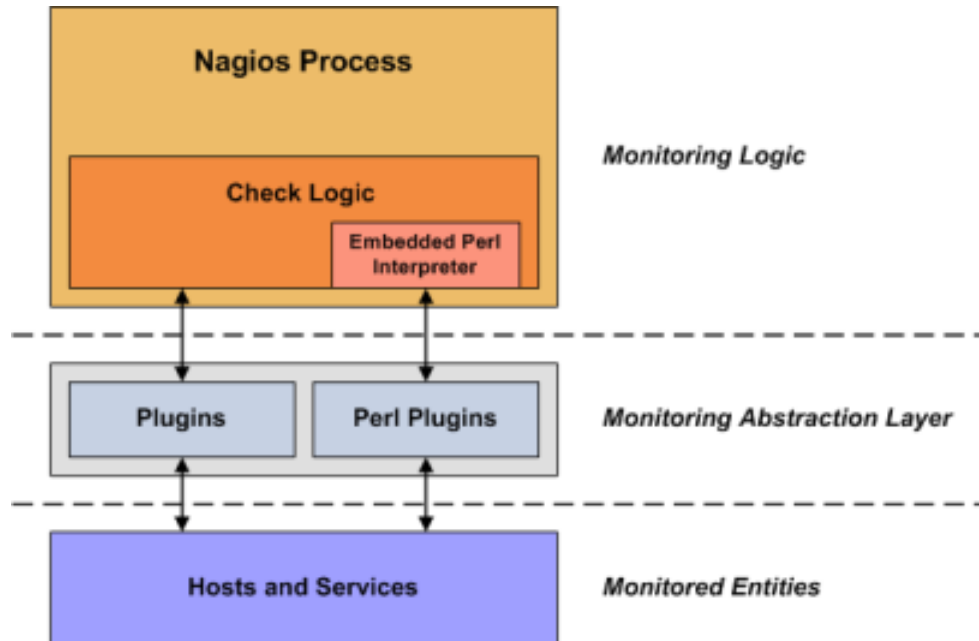 Nagios Process
Monitoring Logic
Check Logic
Embedded Perl
Interpreter
Plugins
Perl Plugins
Monitoring Abstraction Layer
Hosts and Services
Monitored Entities